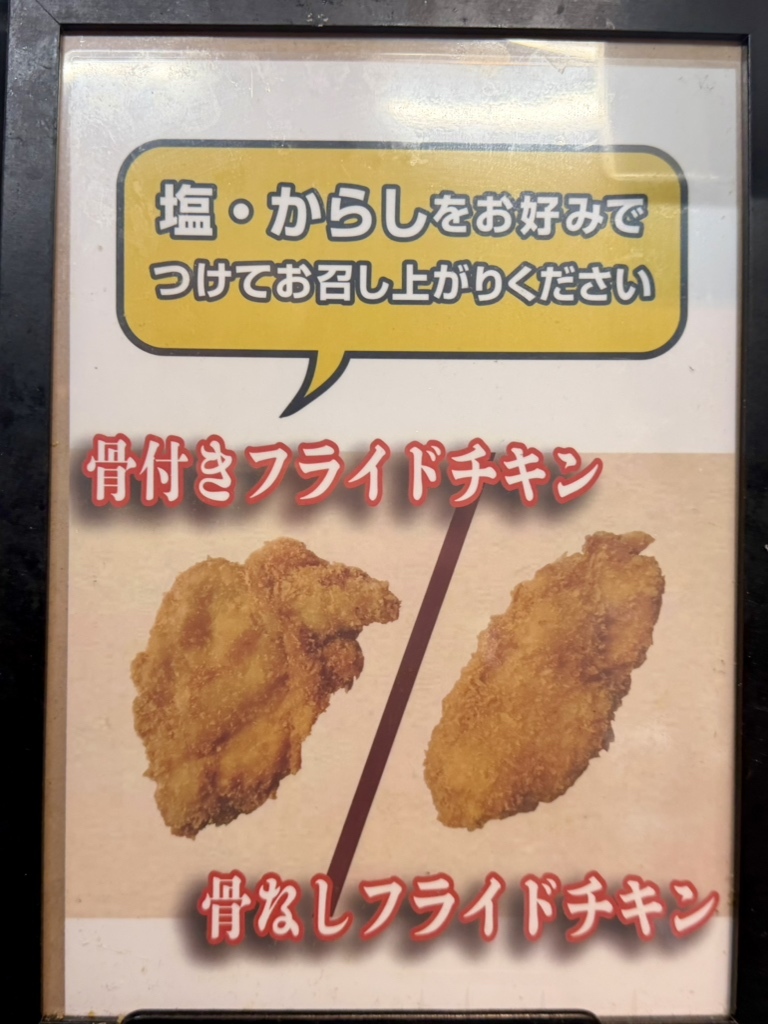 塩・からしをお好みで
つけてお召し上がりください
骨付きフライドチキン
骨なしフライドチキン